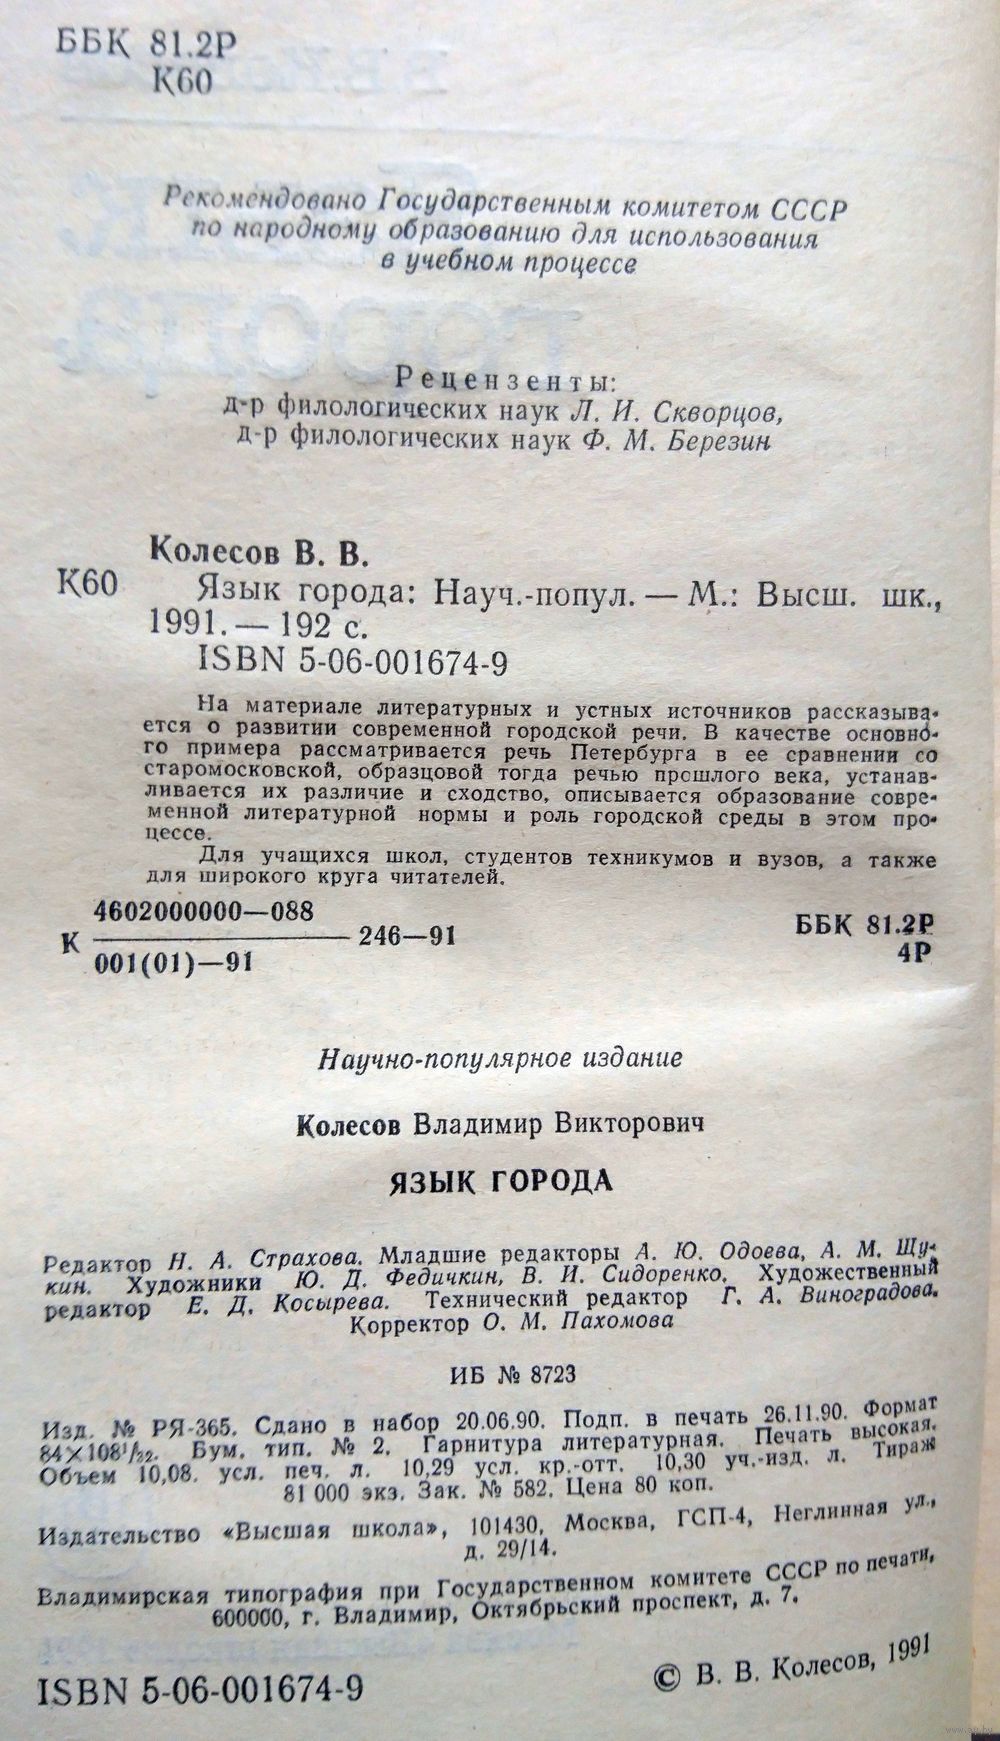 ББК 81.2Р
К60
Рекомендовано Государственным комитетом СССР
по народному образованию для использования
в учебном процессе
Рецензенты:
д-р филологических наук Л. И. Скворцов,
д-р филологических наук Ф. М. Березин
Колесов В. В.
К60 Язык города: Науч.-попул. — М.: Высш. шк.,
1991. — 192 с.
ISBN 5-06-001674-9
На материале литературных и устных источников рассказыва-
ется о развитии современной городской речи. В качестве основно-
го примера рассматривается речь Петербурга в ее сравнении со
старомосковской, образцовой тогда речью прошлого века, устанав-
ливается их различие и сходство, описывается образование совре-
менной литературной нормы и роль городской среды в этом про-
цессе.
Для учащихся школ, студентов техникумов и вузов, а также
для широкого круга читателей.
4602000000—088
К 246—91
001(01)—91
ББК 81.2Р
4Р
Научно-популярное издание
Колесов Владимир Викторович
ЯЗЫК ГОРОДА
Редактор Н. А. Страхова. Младшие редакторы А. Ю. Одоева, А. М. Щу-
кин. Художники Ю. Д. Федичкин, В. И. Сидоренко. Художественный
редактор Е. Д. Косырева. Технический редактор Г. А. Виноградова.
Корректор О. М. Пахомова
ИБ № 8723
Изд. № РЯ-365. Сдано в набор 20.06.90. Подп. в печать 26.11.90. Формат
84×108¹/₃₂. Бум. тип. № 2. Гарнитура литературная. Печать высокая.
Объем 10,08. усл. печ. л. 10,29 усл. кр.-отт. 10,30 уч.-изд. л. Тираж
81 000 экз. Зак. № 582. Цена 80 коп.
Издательство «Высшая школа», 101430, Москва, ГСП-4, Неглинная ул.,
д. 29/14.
Владимирская типография при Государственном комитете СССР по печати,
600000, г. Владимир, Октябрьский проспект, д. 7.
ISBN 5-06-001674-9
© В. В. Колесов, 1991